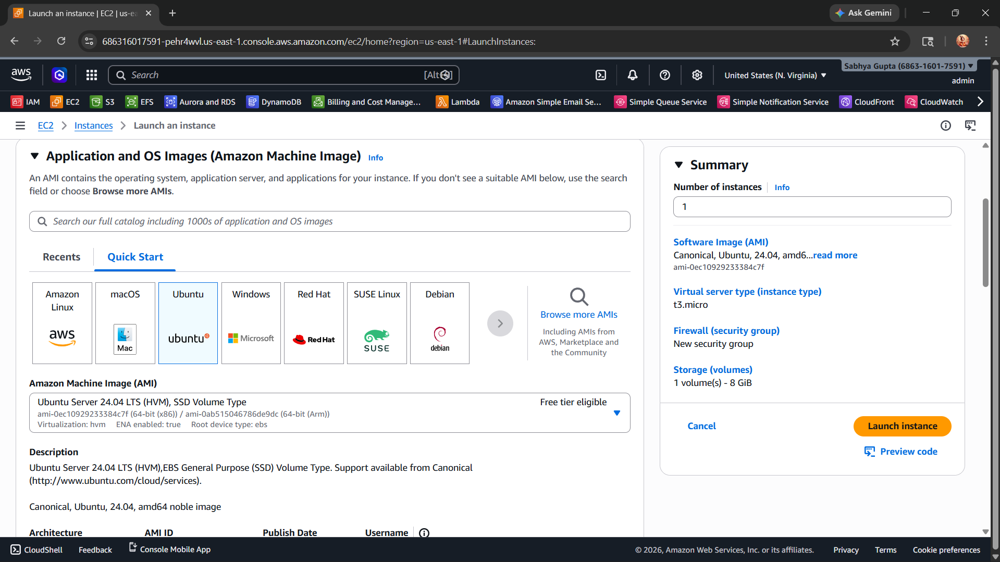 Launch an instance | EC2 | us-ea
Ask Gemini
686316017591-pehr4wvl.us-east-1.console.aws.amazon.com/ec2/home?region=us-east-1#LaunchInstances:
aws
Search
[Alt+S]
United States (N. Virginia)
Sabhya Gupta (6863-1601-7591)
admin
IAM
EC2
S3
EFS
Aurora and RDS
DynamoDB
Billing and Cost Manage...
Lambda
Amazon Simple Email Se...
Simple Queue Service
Simple Notification Service
CloudFront
CloudWatch
EC2
Instances
Launch an instance
Application and OS Images (Amazon Machine Image) Info
An AMI contains the operating system, application server, and applications for your instance. If you don't see a suitable AMI below, use the search
field or choose Browse more AMIs.
Search our full catalog including 1000s of application and OS images
Recents
Quick Start
Amazon
Linux
aws
macOS
Mac
Ubuntu
ubuntu
Windows
Microsoft
Red Hat
Red Hat
SUSE Linux
SUSE
Debian
debian
Browse more AMIs
Including AMIs from
AWS, Marketplace and
the Community
Amazon Machine Image (AMI)
Ubuntu Server 24.04 LTS (HVM), SSD Volume Type
Free tier eligible
ami-0ec10929233384c7f (64-bit (x86)) / ami-0ab515046786de9dc (64-bit (Arm))
Virtualization: hvm ENA enabled: true Root device type: ebs
Description
Ubuntu Server 24.04 LTS (HVM),EBS General Purpose (SSD) Volume Type. Support available from Canonical
(http://www.ubuntu.com/cloud/services).
Canonical, Ubuntu, 24.04, amd64 noble image
Architecture
AMI ID
Publish Date
Username
Summary
Number of instances
Info
1
Software Image (AMI)
Canonical, Ubuntu, 24.04, amd6...read more
ami-0ec10929233384c7f
Virtual server type (instance type)
t3.micro
Firewall (security group)
New security group
Storage (volumes)
1 volume(s) - 8 GiB
Cancel
Launch instance
Preview code
CloudShell
Feedback
Console Mobile App
© 2026, Amazon Web Services, Inc. or its affiliates.
Privacy
Terms
Cookie preferences